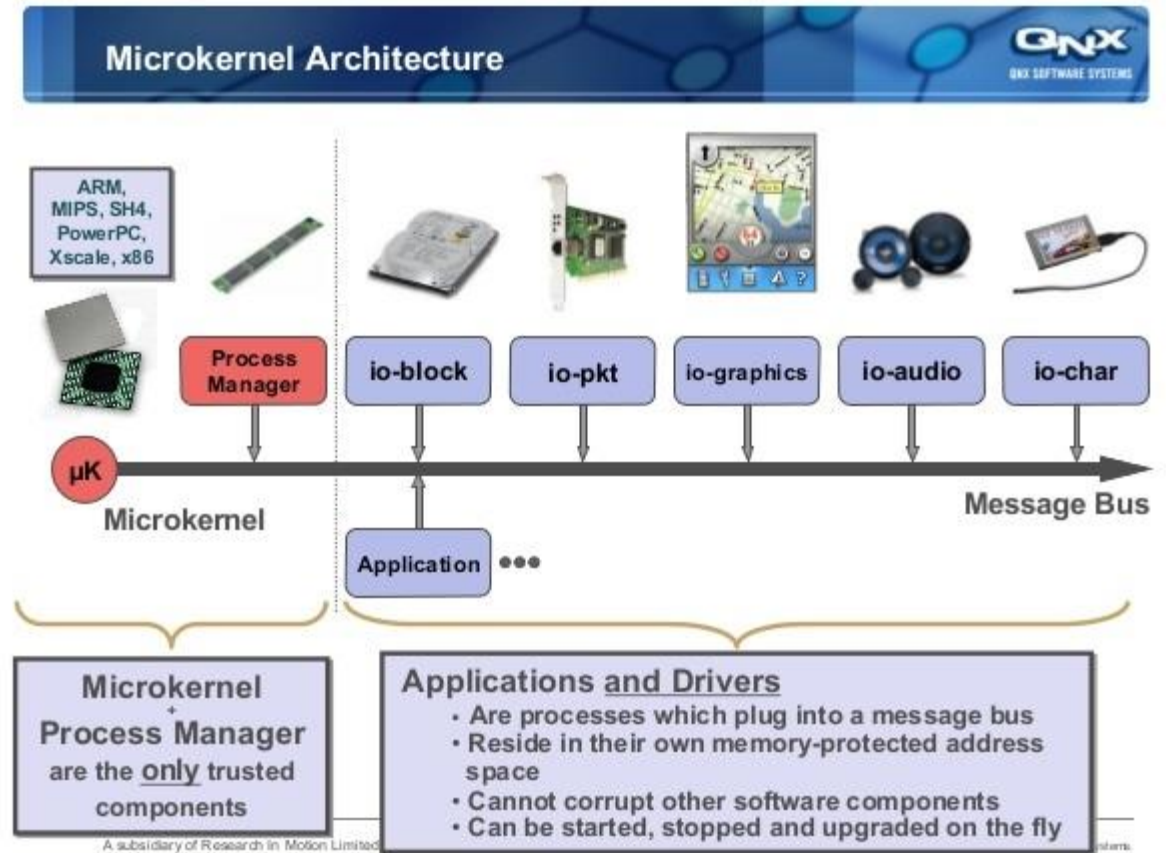 Microkernel Architecture
QNX
QNX SOFTWARE SYSTEMS
ARM,
MIPS, SH4,
PowerPC,
Xscale, x86
Process
Manager
io-block
io-pkt
io-graphics
io-audio
io-char
µK
Microkernel
Message Bus
Application
Microkernel
+
Process Manager
are the only trusted
components
Applications and Drivers
• Are processes which plug into a message bus
• Reside in their own memory-protected address
space
• Cannot corrupt other software components
• Can be started, stopped and upgraded on the fly
A subsidiary of Research In Motion Limited